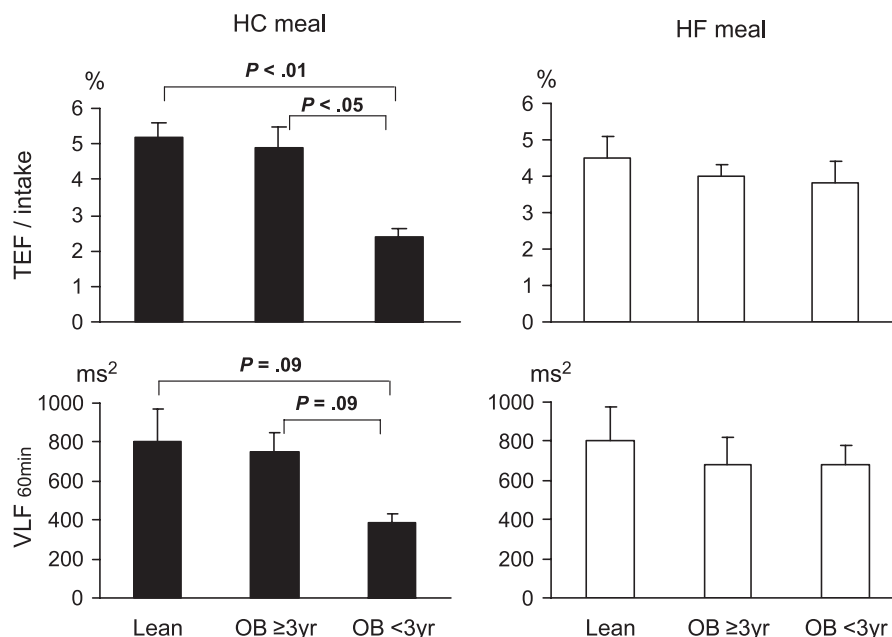 HC meal
HF meal
%
P < .01
P < .05
6
5
4
3
2
1
0
TEF / intake
%
6
5
4
3
2
1
0
ms²
P = .09
P = .09
1000
800
600
400
200
0
VLF 60min
Lean OB ≥3yr OB <3yr
ms²
1000
800
600
400
200
0
Lean OB ≥3yr OB <3yr